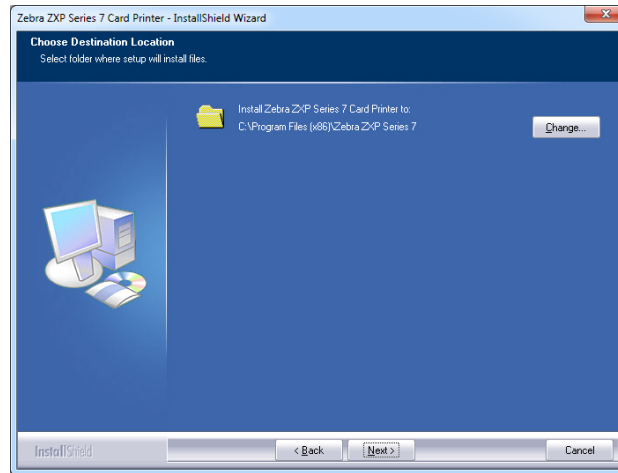 Zebra ZXP Series 7 Card Printer - InstallShield Wizard
Choose Destination Location
Select folder where setup will install files.
Install Zebra ZXP Series 7 Card Printer to:
C:\Program Files (x86)\Zebra ZXP Series 7
Change...
InstallShield
< Back
Next >
Cancel